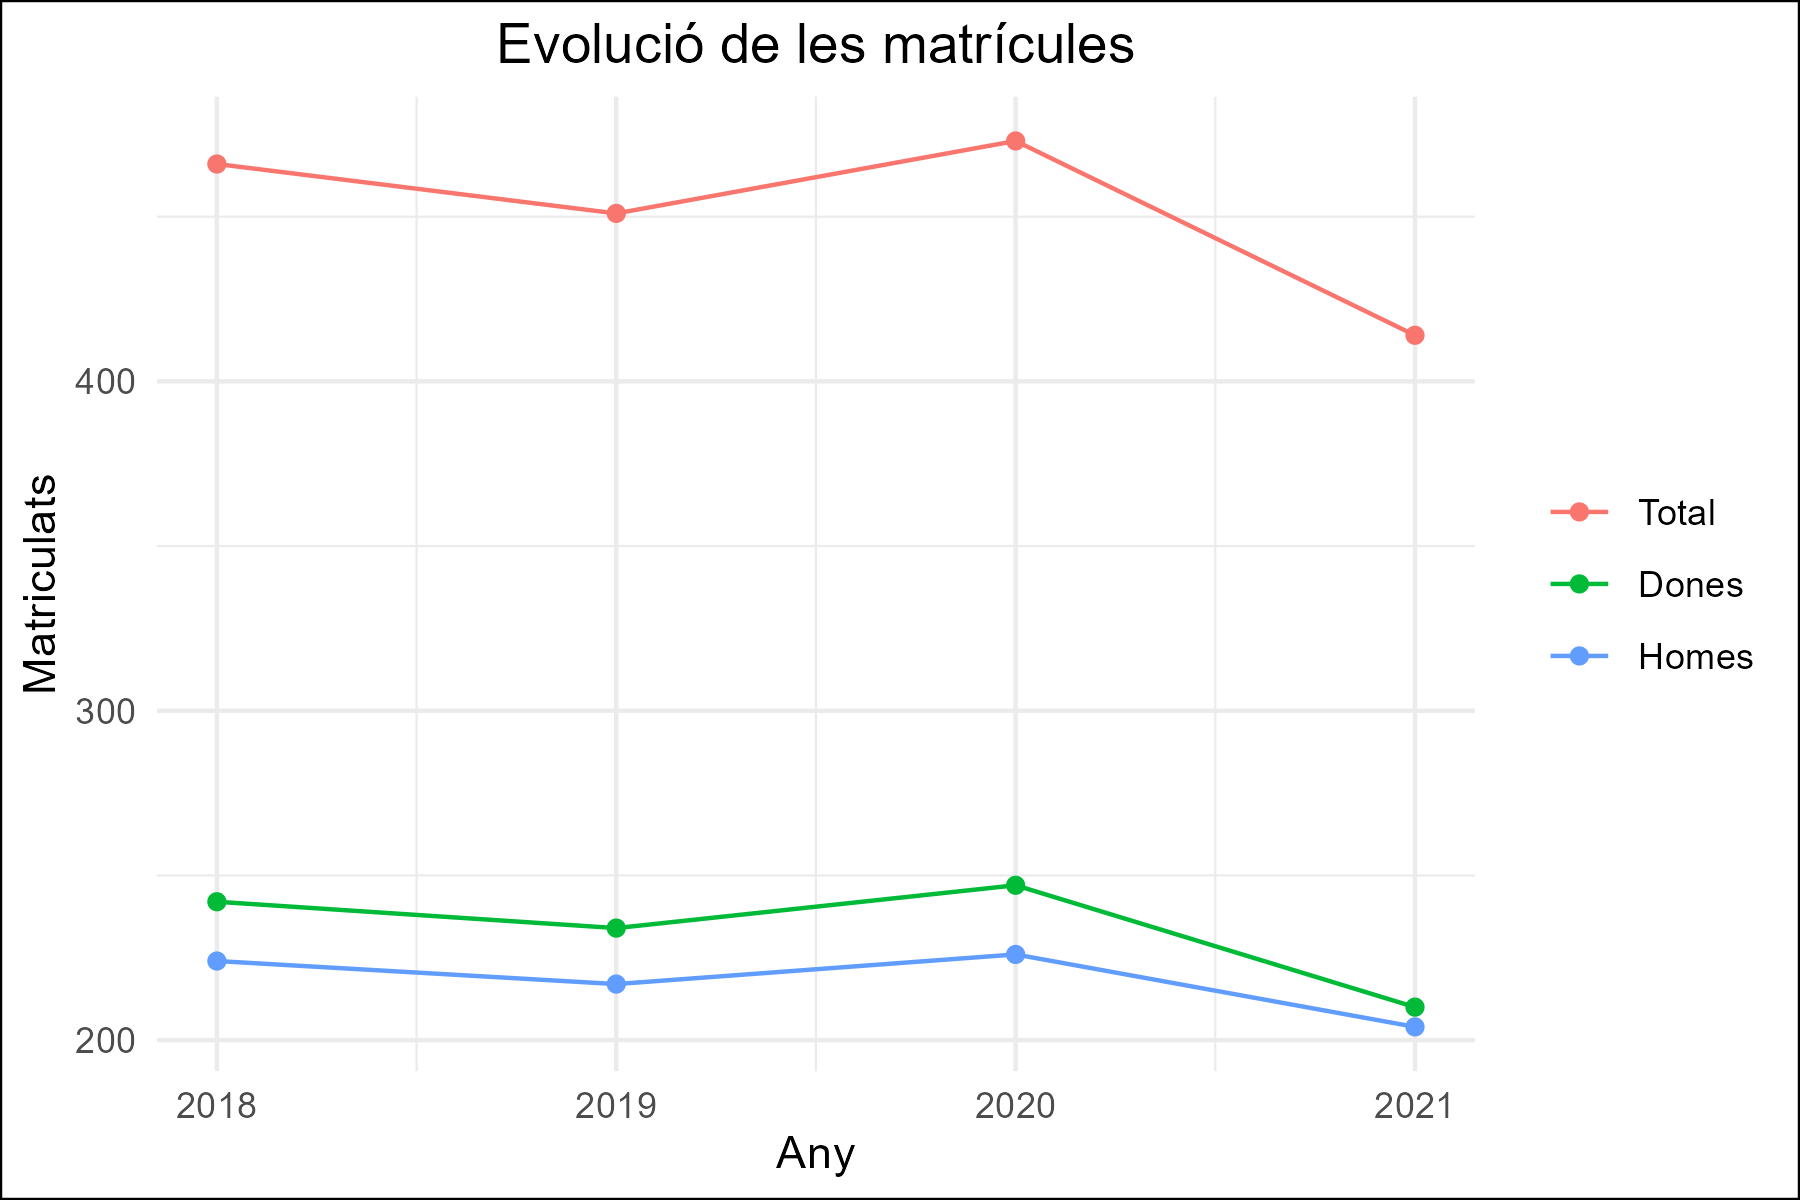 Evolució de les matrícules
Matriculats
400
300
200
2018
2019
2020
2021
Any
Total
Dones
Homes